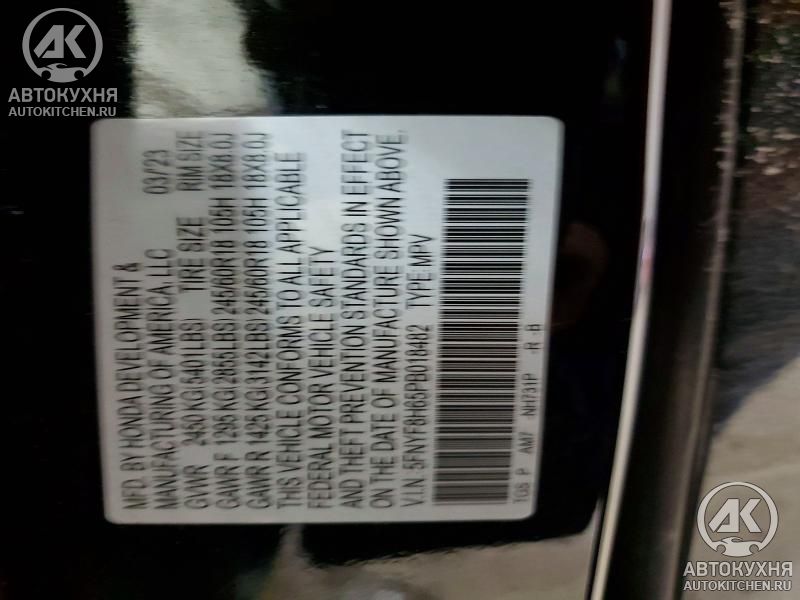 АК
АВТОКУХНЯ
AUTOKITCHEN.RU
MFD. BY HONDA DEVELOPMENT &
MANUFACTURING OF AMERICA, LLC 03/23
GVWR 2450 KG(5401LBS) TIRE SIZE RIM SIZE
GAWR F 1295 KG(2855LBS) 245/60R18 105H 18X8.0J
GAWR R 1425 KG(3142LBS) 245/60R18 105H 18X8.0J
THIS VEHICLE CONFORMS TO ALL APPLICABLE
FEDERAL MOTOR VEHICLE SAFETY
AND THEFT PREVENTION STANDARDS IN EFFECT
ON THE DATE OF MANUFACTURE SHOWN ABOVE.
V.I.N. 5FNYF8H65PB018482 TYPE:MPV
TGS P AM7 NH731P -R -B
АК
АВТОКУХНЯ
AUTOKITCHEN.RU